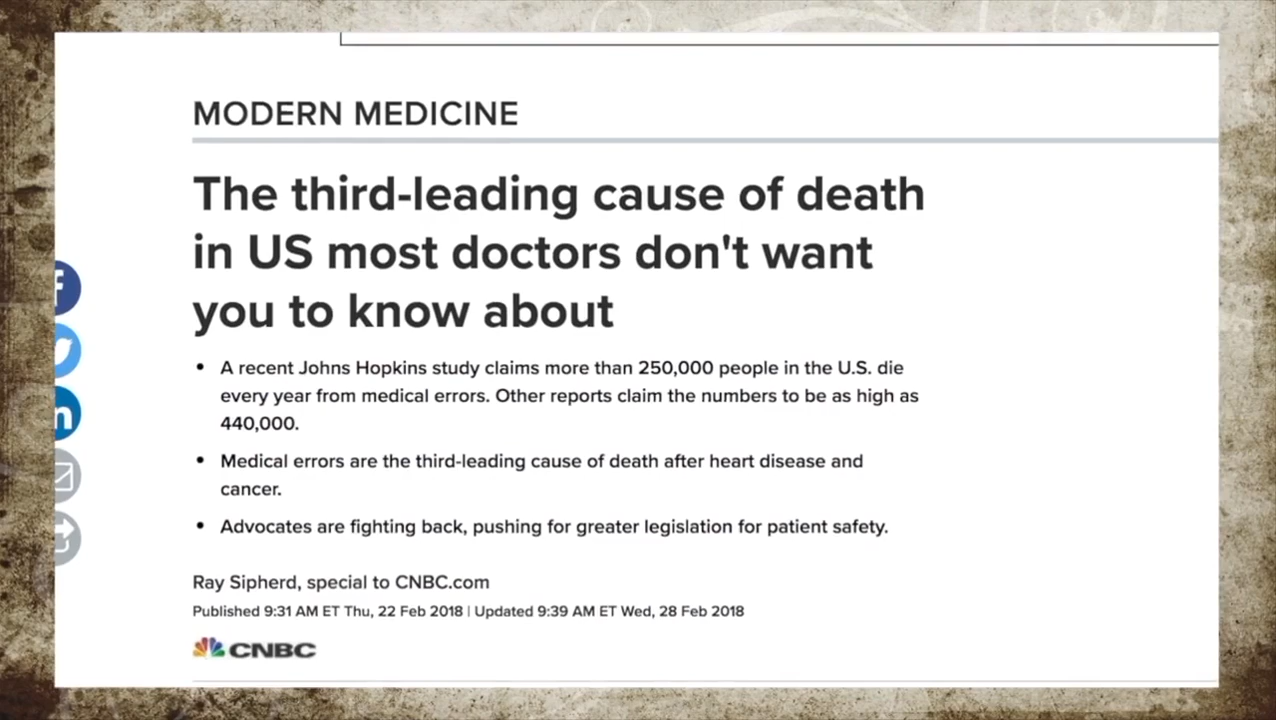 MODERN MEDICINE
The third-leading cause of death
in US most doctors don't want
you to know about
• A recent Johns Hopkins study claims more than 250,000 people in the U.S. die
every year from medical errors. Other reports claim the numbers to be as high as
440,000.
• Medical errors are the third-leading cause of death after heart disease and
cancer.
• Advocates are fighting back, pushing for greater legislation for patient safety.
Ray Sipherd, special to CNBC.com
Published 9:31 AM ET Thu, 22 Feb 2018 | Updated 9:39 AM ET Wed, 28 Feb 2018
CNBC